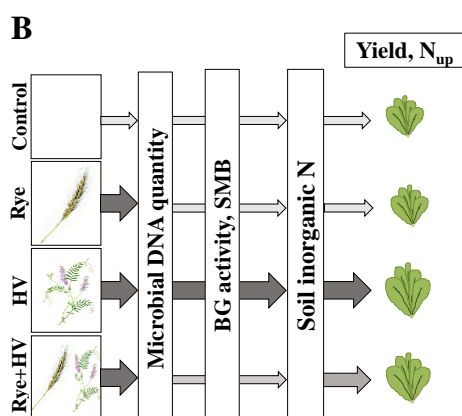 B
Yield, Nup
Control
Rye
HV
Rye+HV
Microbial DNA quantity
BG activity, SMB
Soil inorganic N